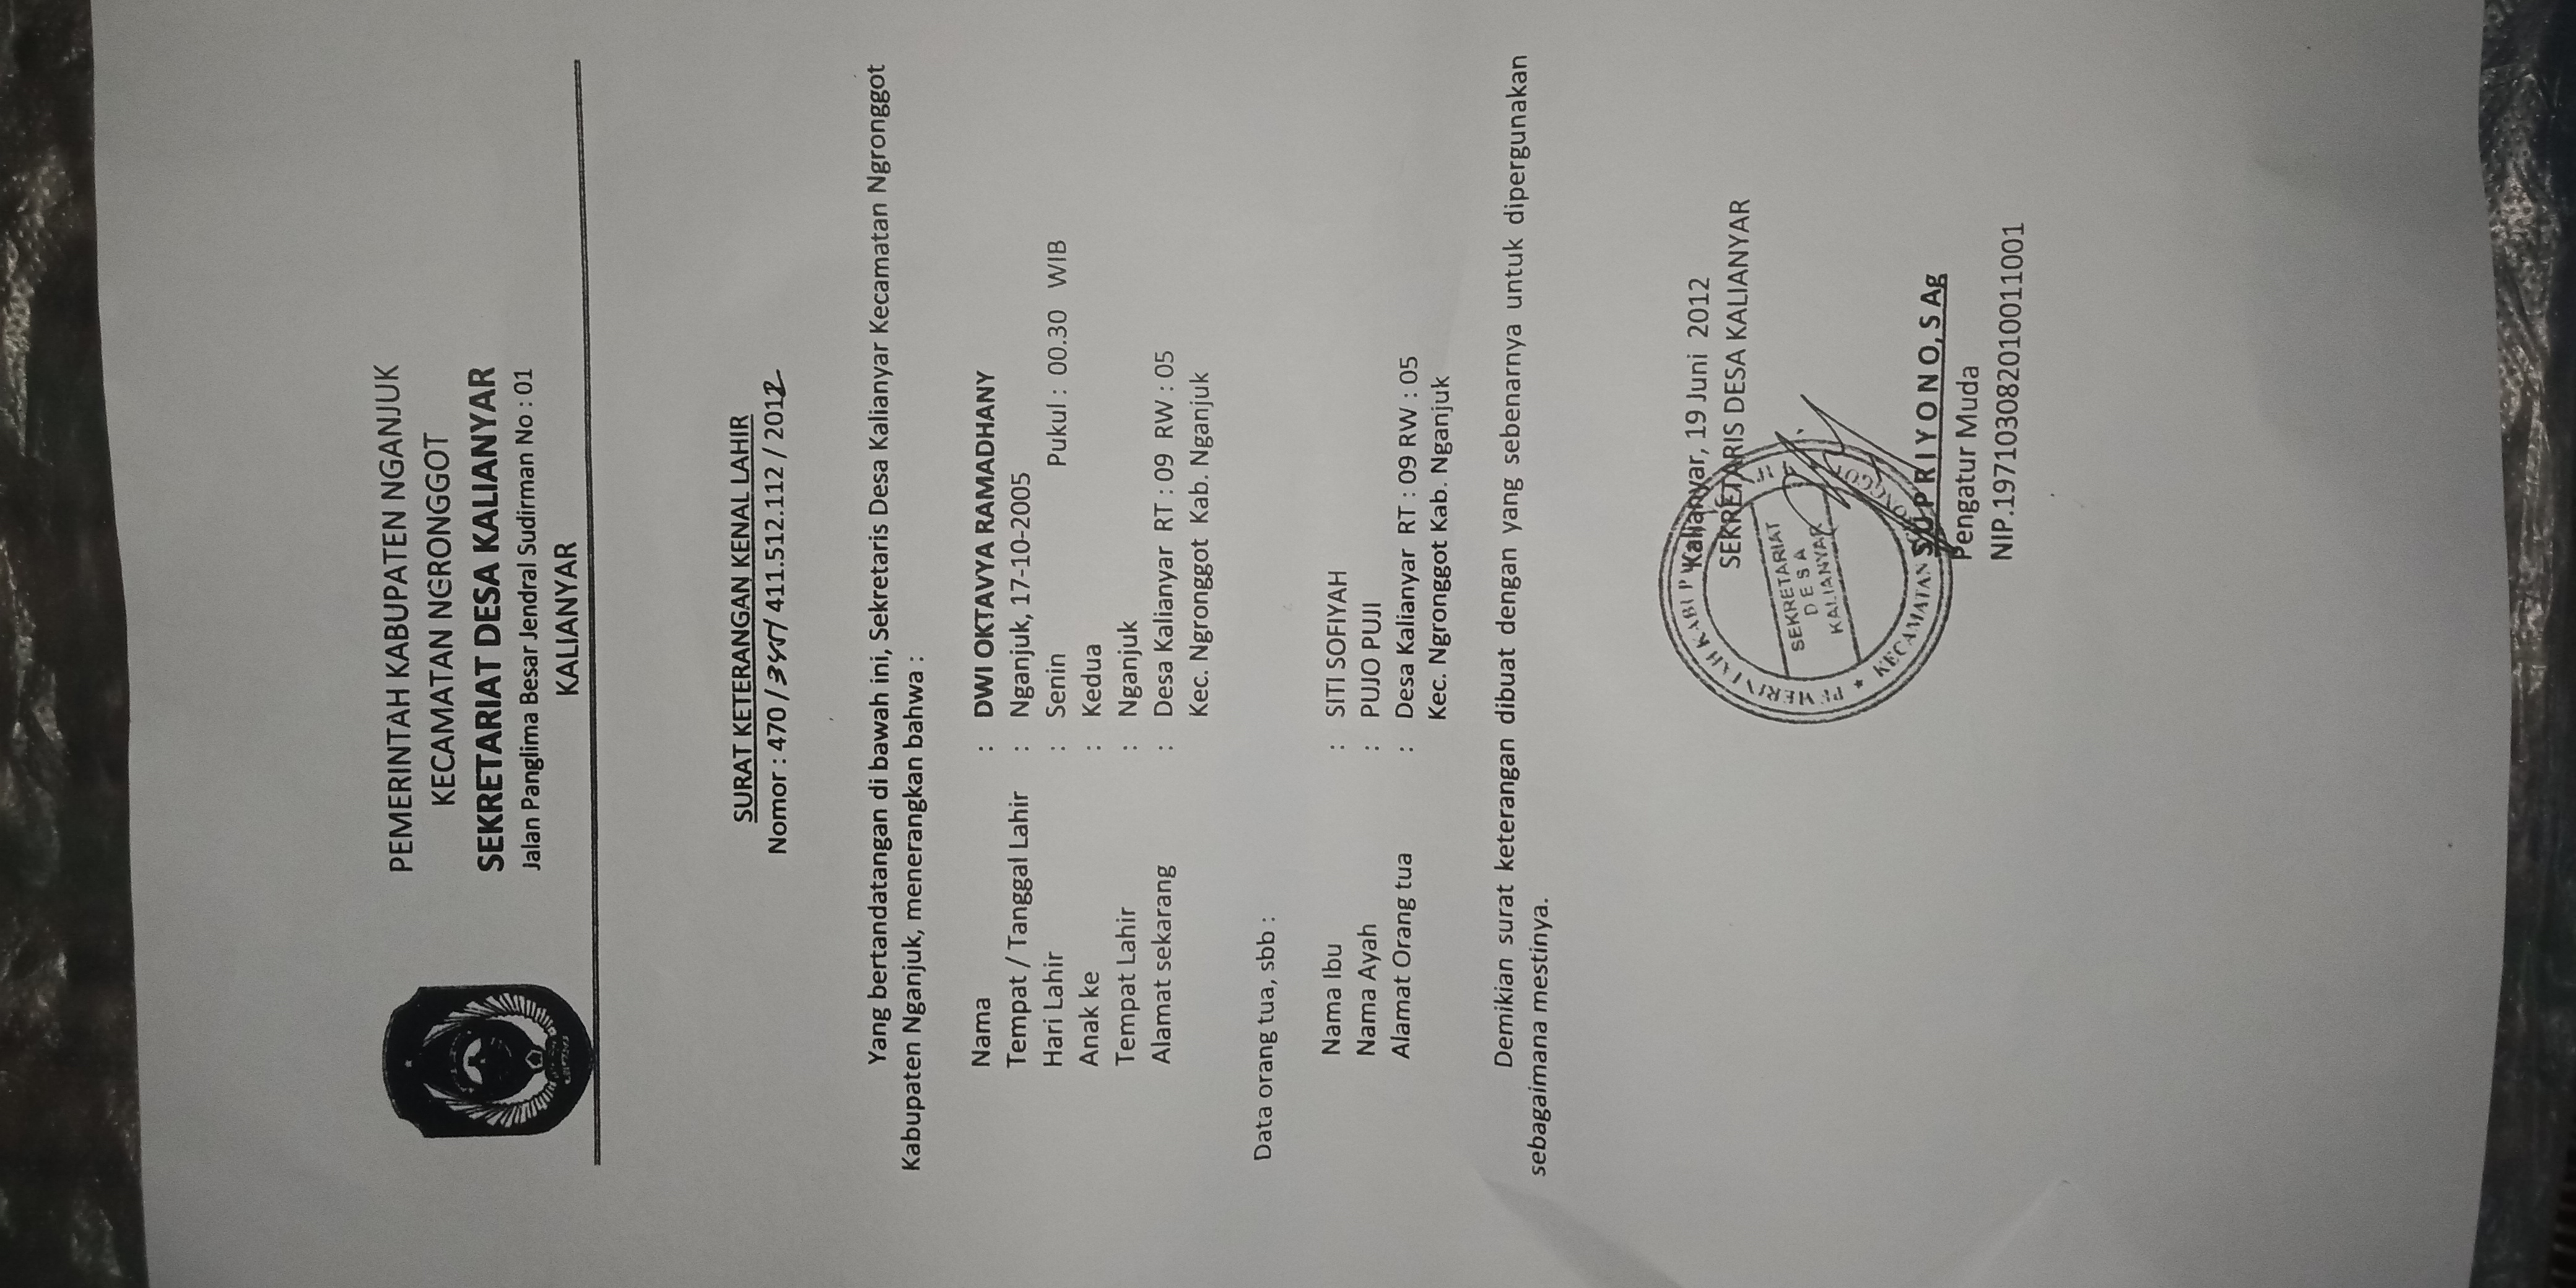 PEMERINTAH KABUPATEN NGANJUK
KECAMATAN NGRONGGOT
SEKRETARIAT DESA KALIANYAR
Jalan Panglima Besar Jendral Sudirman No : 01
KALIANYAR
SURAT KETERANGAN KENAL LAHIR
Nomor : 470 / / 411.512.112 / 2012
Yang bertandatangan di bawah ini, Sekretaris Desa Kalianyar Kecamatan Ngronggot
Kabupaten Nganjuk, menerangkan bahwa :
Nama : DWI OKTAVYA RAMADHANY
Tempat / Tanggal Lahir : Nganjuk, 17-10-2005
Hari Lahir : Senin Pukul : 00.30 WIB
Anak ke : Kedua
Tempat Lahir : Nganjuk
Alamat sekarang : Desa Kalianyar RT : 09 RW : 05
Kec. Ngronggot Kab. Nganjuk
Data orang tua, sbb :
Nama Ibu : SITI SOFIYAH
Nama Ayah : PUJO PUJI
Alamat Orang tua : Desa Kalianyar RT : 09 RW : 05
Kec. Ngronggot Kab. Nganjuk
Demikian surat keterangan dibuat dengan yang sebenarnya untuk dipergunakan
sebagaimana mestinya.
Kalianyar, 19 Juni 2012
SEKRETARIS DESA KALIANYAR
PEMERINTAH
SEKRETARIAT
DESA
KALIANYAR
KECAMATAN
SUPRIYONO, S Ag
Pengatur Muda
NIP.197103082010011001